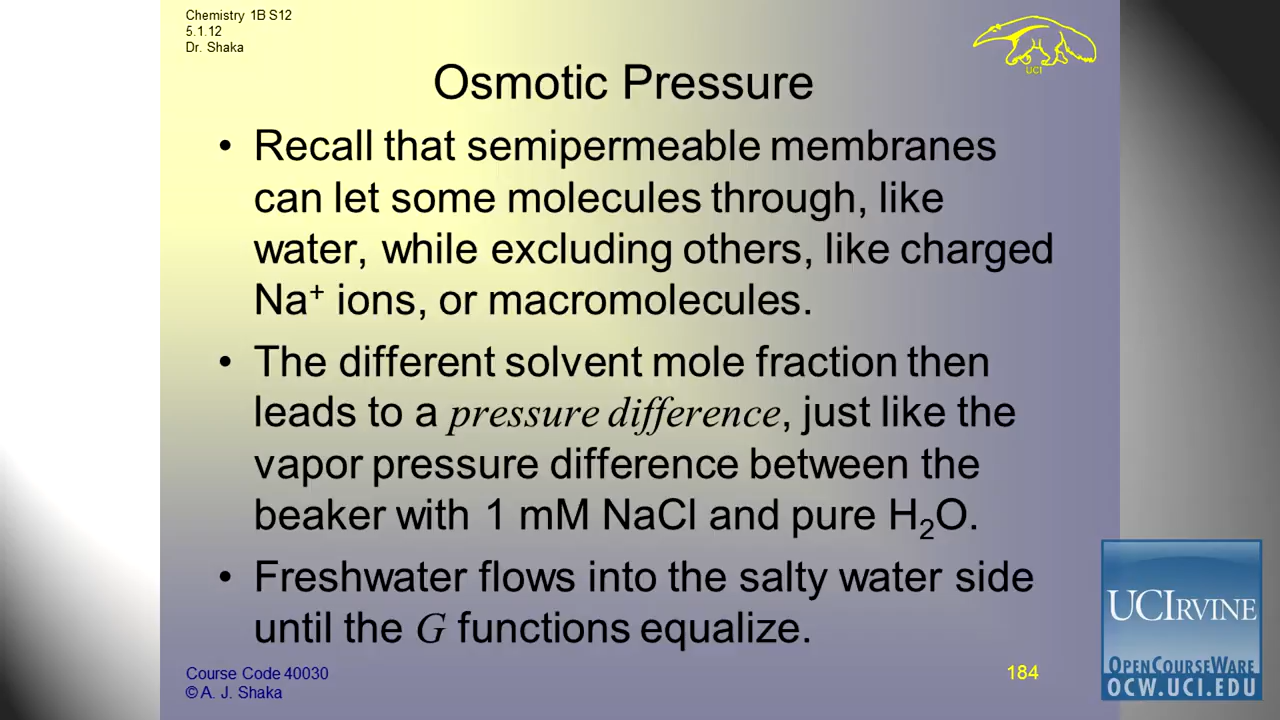 Chemistry 1B S12
5.1.12
Dr. Shaka
UCI
Osmotic Pressure
• Recall that semipermeable membranes
can let some molecules through, like
water, while excluding others, like charged
Na⁺ ions, or macromolecules.
• The different solvent mole fraction then
leads to a pressure difference, just like the
vapor pressure difference between the
beaker with 1 mM NaCl and pure H₂O.
• Freshwater flows into the salty water side
until the G functions equalize.
Course Code 40030
© A. J. Shaka
184
UCIRVINE
OPENCOURSEWARE
OCW.UCI.EDU